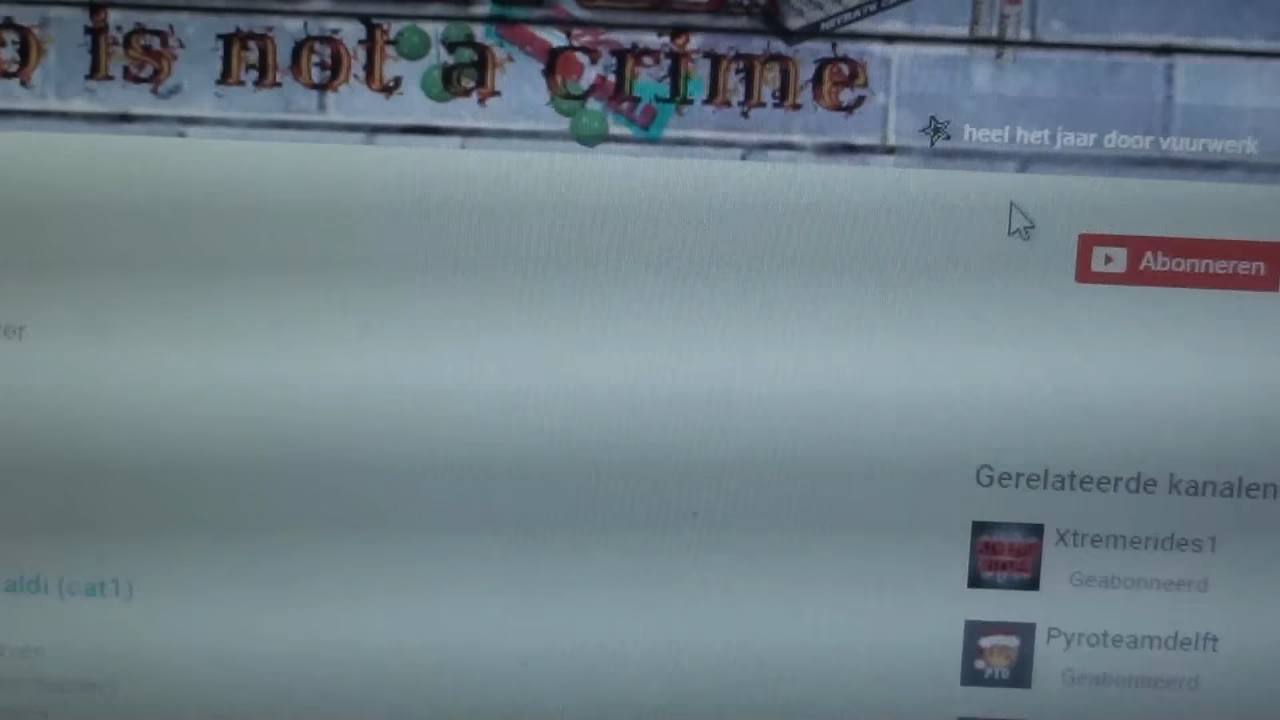 is not a crime
heel het jaar door vuurwerk
Abonneren
Gerelateerde kanalen
Xtremerides1
Geabonneerd
aldi (cat1)
Pyroteamdelft
Geabonneerd